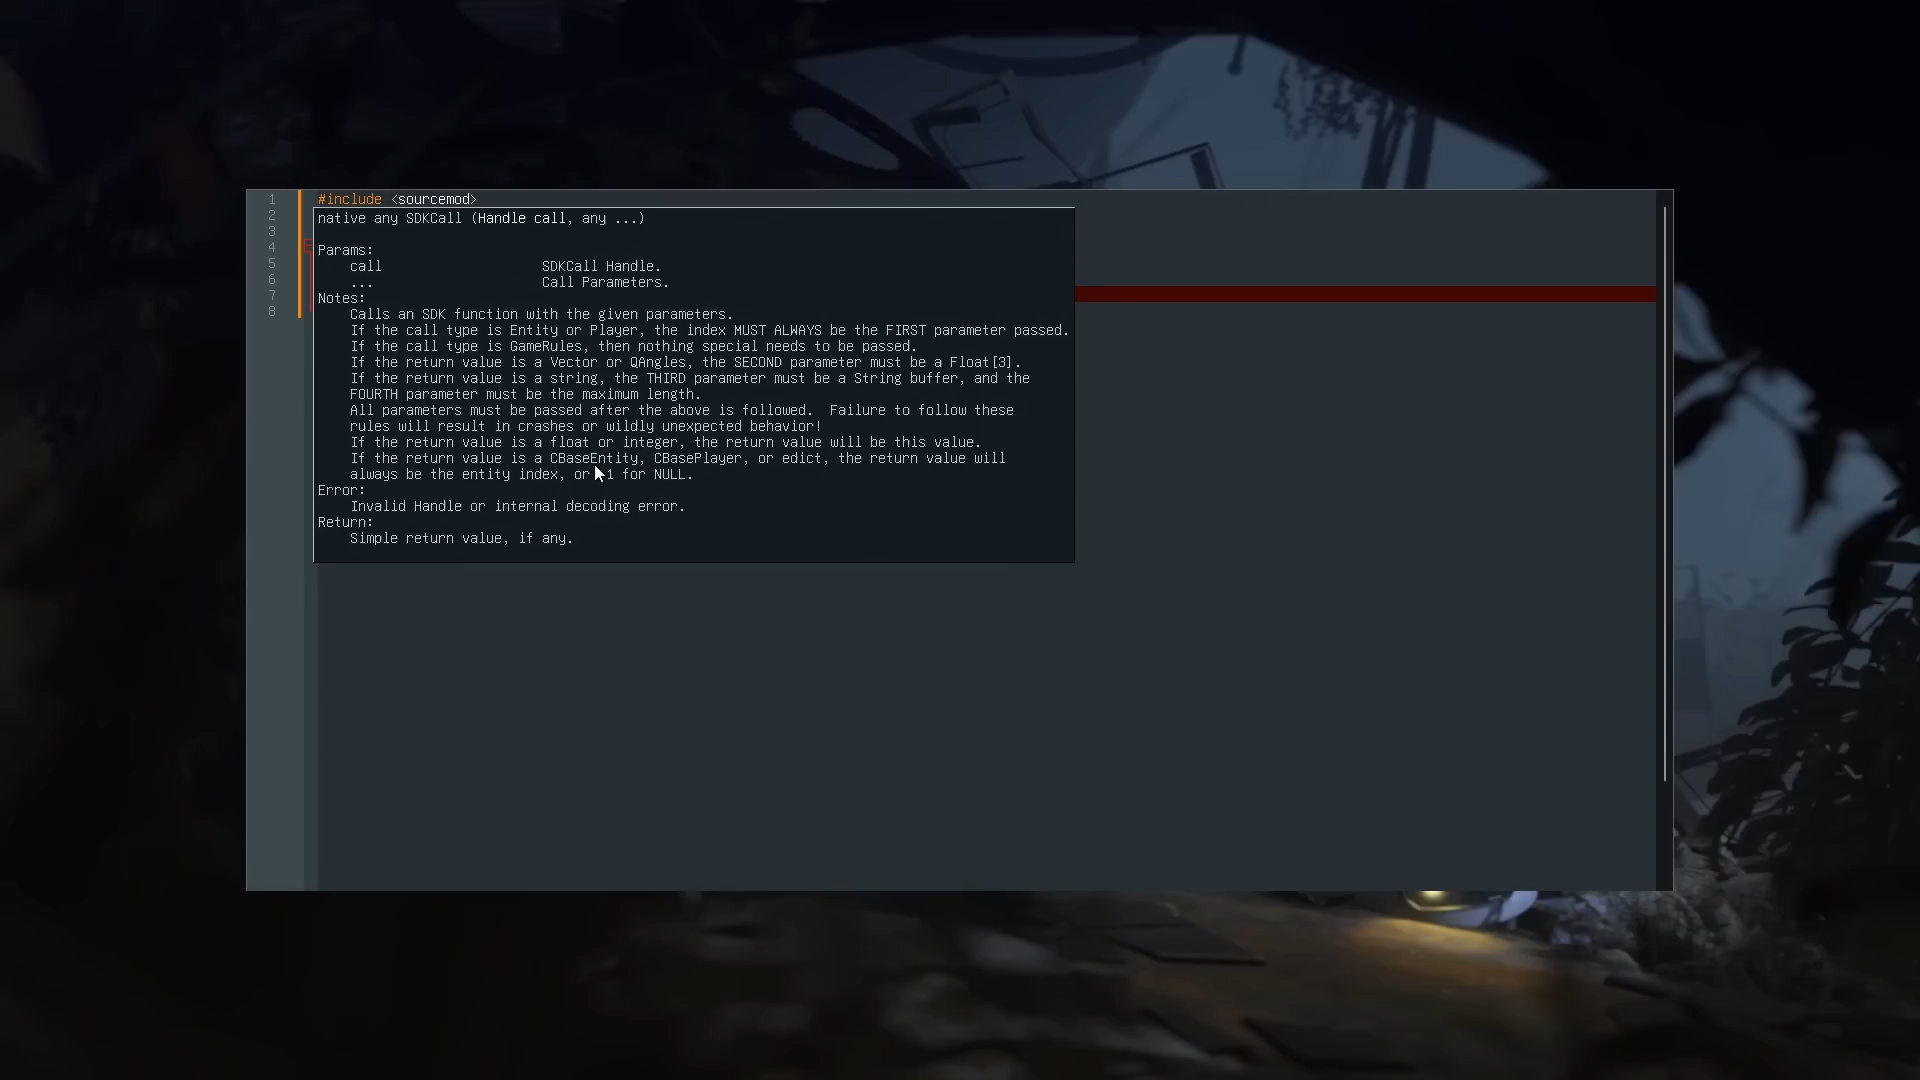 1 #include <sourcemod>
2 native any SDKCall (Handle call, any ...)
3
4 Params:
5 call SDKCall Handle.
6 ... Call Parameters.
7 Notes:
8 Calls an SDK function with the given parameters.
If the call type is Entity or Player, the index MUST ALWAYS be the FIRST parameter passed.
If the call type is GameRules, then nothing special needs to be passed.
If the return value is a Vector or QAngles, the SECOND parameter must be a Float[3].
If the return value is a string, the THIRD parameter must be a String buffer, and the
FOURTH parameter must be the maximum length.
All parameters must be passed after the above is followed.  Failure to follow these
rules will result in crashes or wildly unexpected behavior!
If the return value is a float or integer, the return value will be this value.
If the return value is a CBaseEntity, CBasePlayer, or edict, the return value will
always be the entity index, or 1 for NULL.
Error:
Invalid Handle or internal decoding error.
Return:
Simple return value, if any.